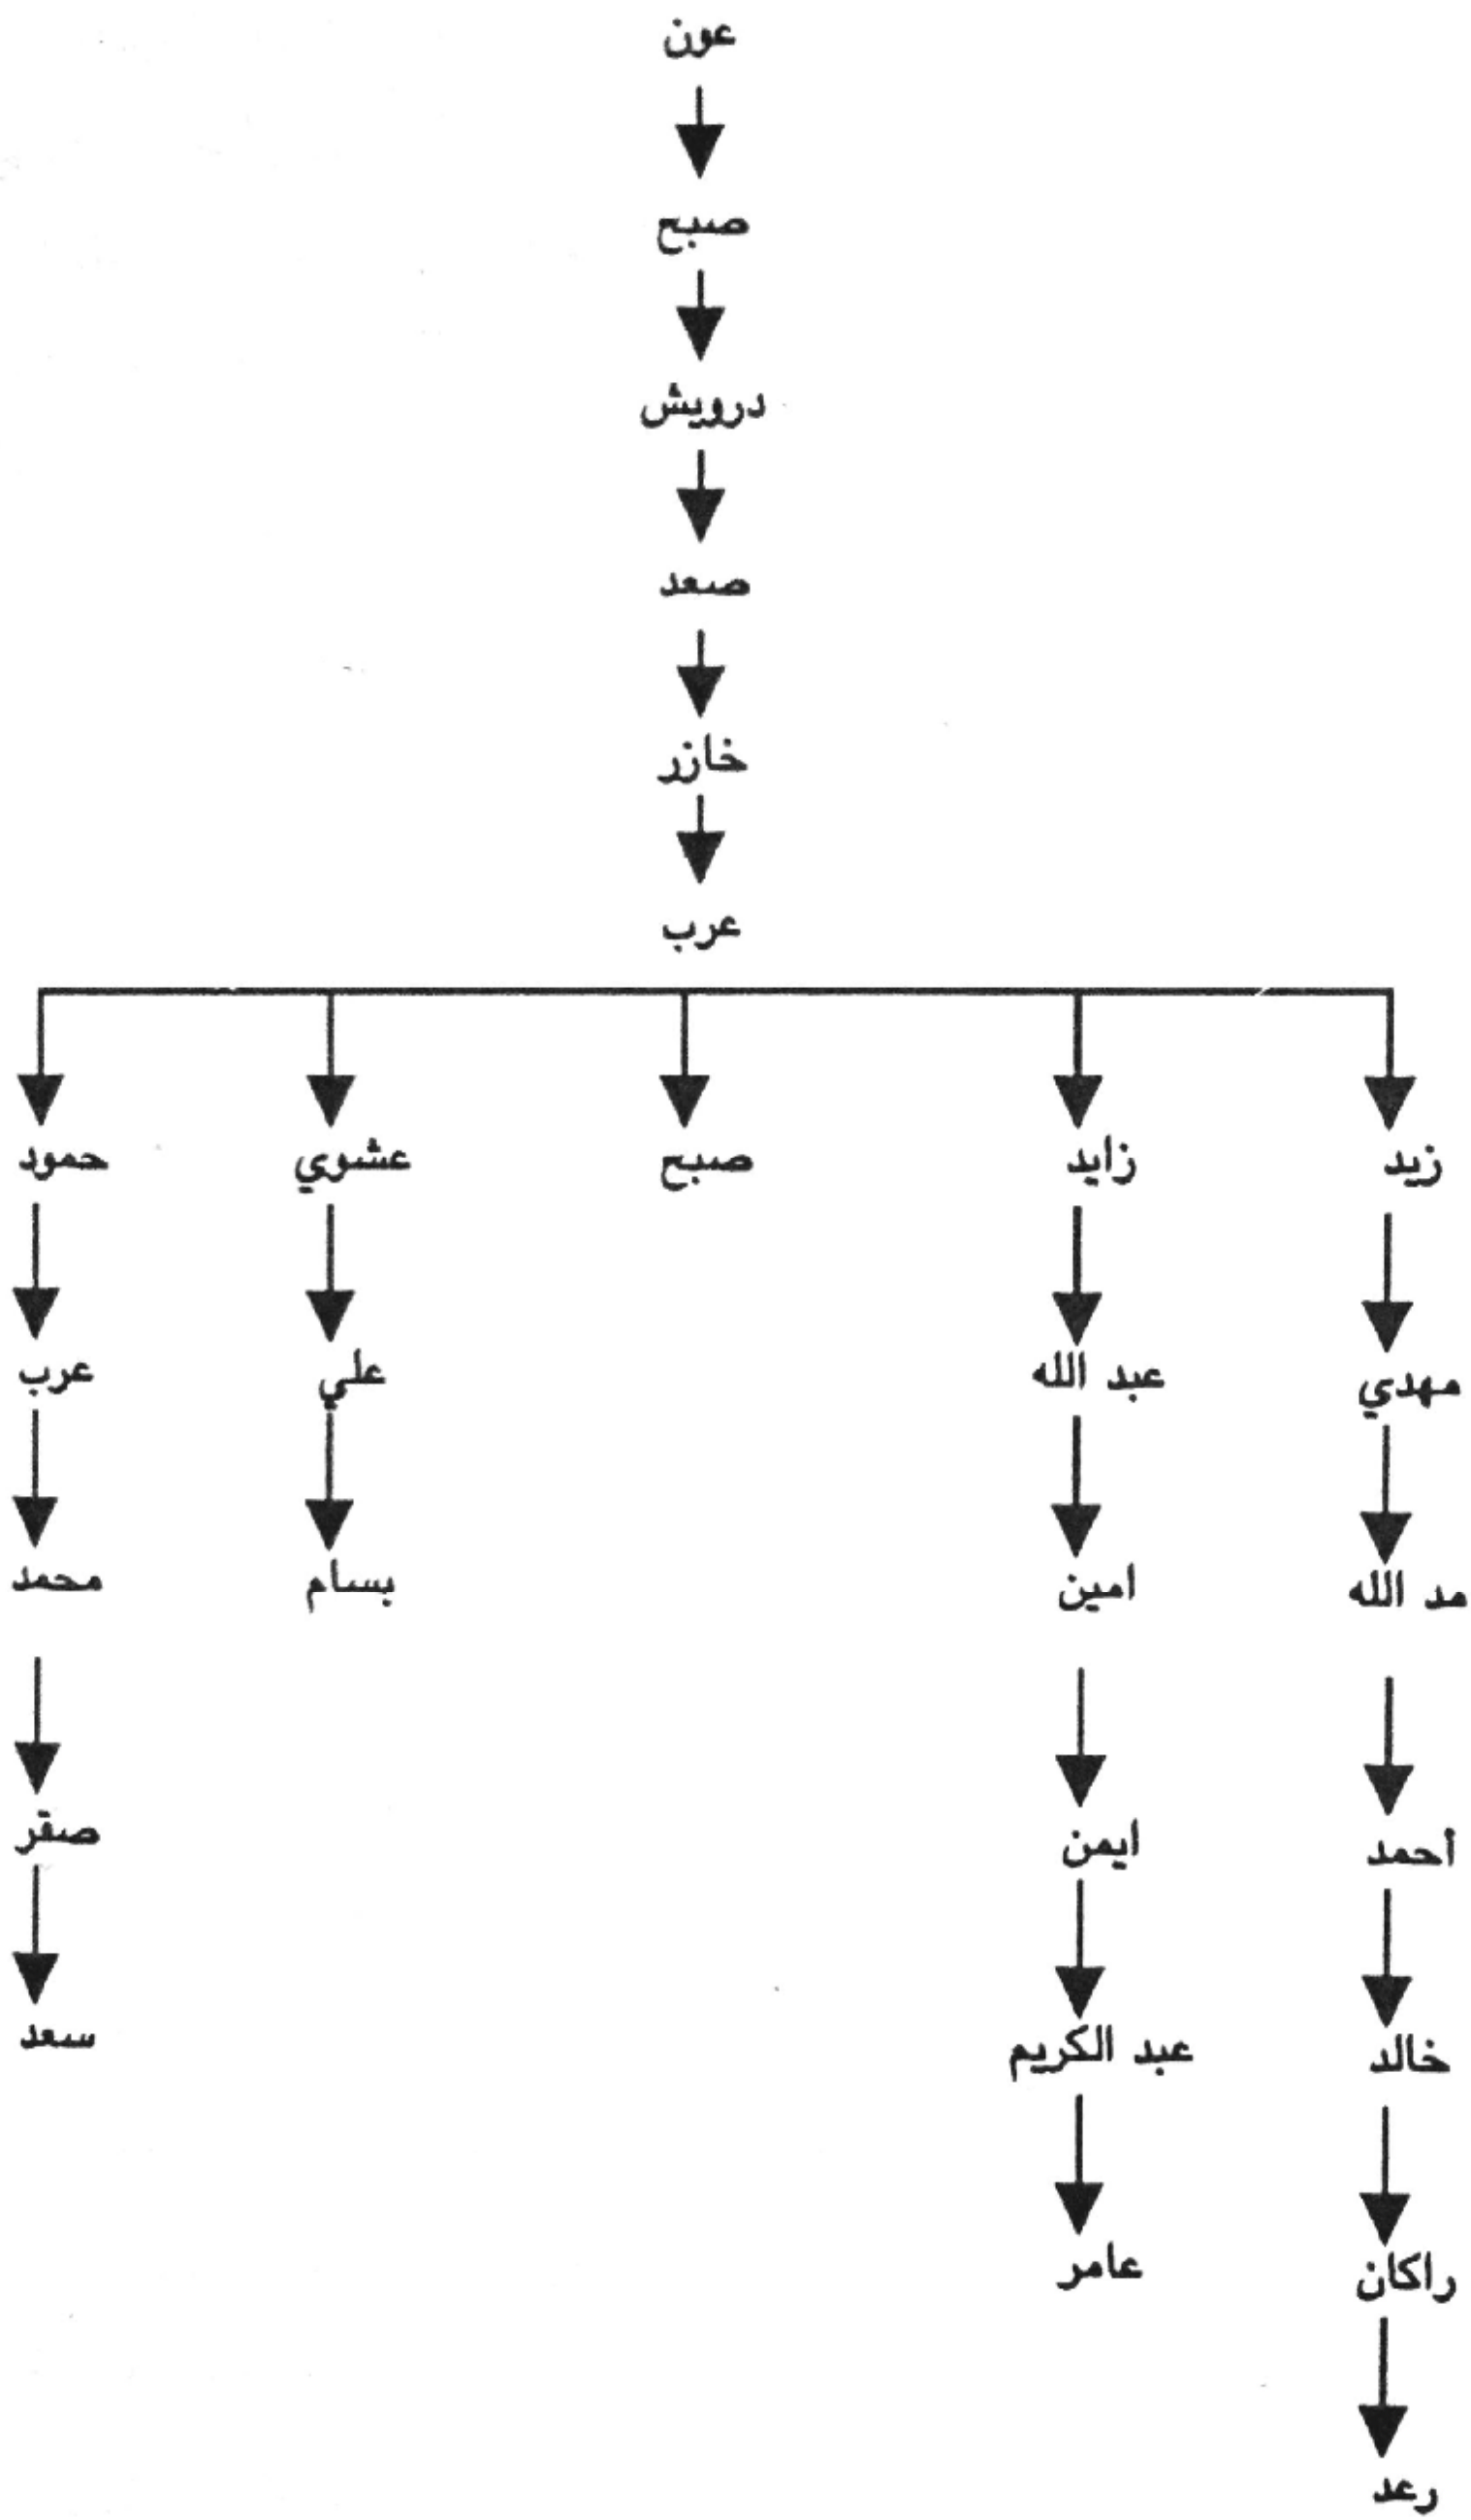 عون
صبح
درويش
صعد
خازر
عرب
زيد زايد صبح عشوي حمود
مهدي عبد الله علي عرب
مد الله امين بسام محمد
أحمد ايمن صقر
خالد عبد الكريم سعد
راكان عامر
رعد